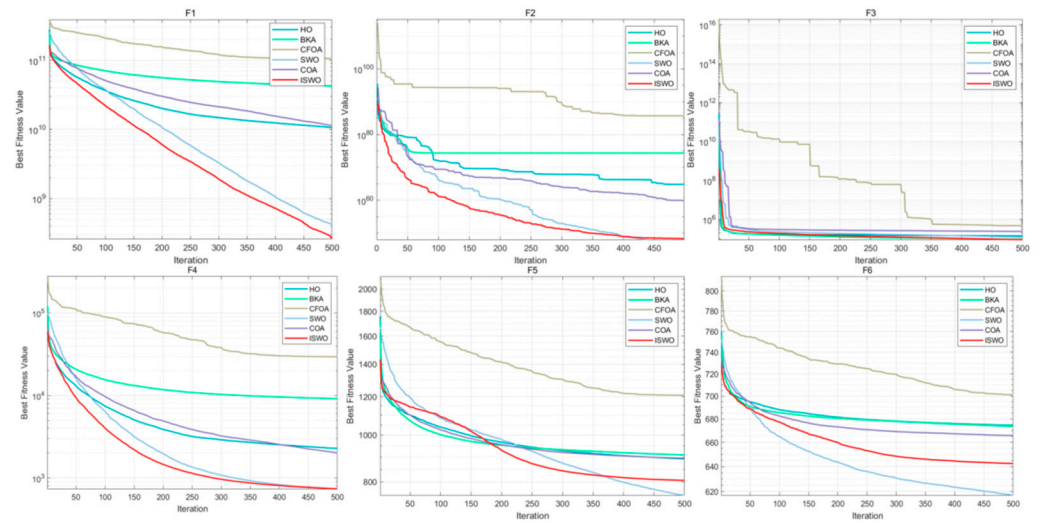 F1
Best Fitness Value
10^11
10^10
10^9
HO
BKA
CFOA
SWO
COA
ISWO
50 100 150 200 250 300 350 400 450 500
Iteration
F2
Best Fitness Value
10^100
10^80
10^60
HO
BKA
CFOA
SWO
COA
ISWO
0 50 100 150 200 250 300 350 400 450
Iteration
F3
Best Fitness Value
10^16
10^14
10^12
10^10
10^8
10^6
HO
BKA
CFOA
SWO
COA
ISWO
50 100 150 200 250 300 350 400 450 500
Iteration
F4
Best Fitness Value
10^5
10^4
10^3
HO
BKA
CFOA
SWO
COA
ISWO
50 100 150 200 250 300 350 400 450 500
Iteration
F5
Best Fitness Value
2000
1800
1600
1400
1200
1000
800
HO
BKA
CFOA
SWO
COA
ISWO
50 100 150 200 250 300 350 400 450 500
Iteration
F6
Best Fitness Value
800
780
760
740
720
700
680
660
640
620
HO
BKA
CFOA
SWO
COA
ISWO
50 100 150 200 250 300 350 400 450 500
Iteration